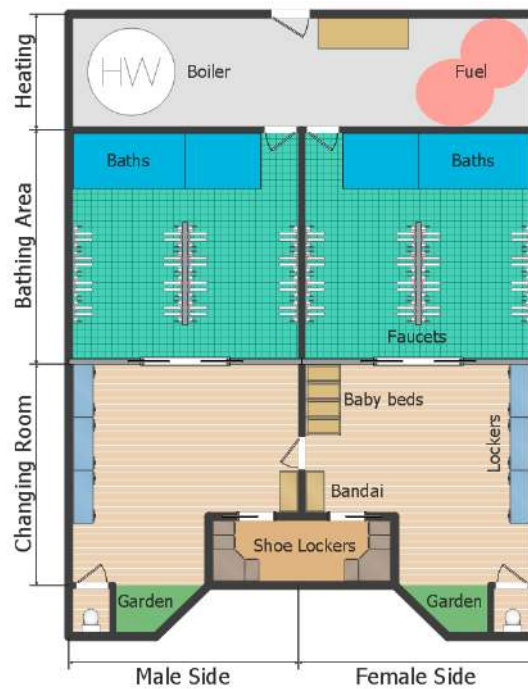 Heating
HW
Boiler
Fuel
Bathing Area
Baths
Baths
Faucets
Changing Room
Baby beds
Lockers
Bandai
Shoe Lockers
Garden
Garden
Male Side
Female Side